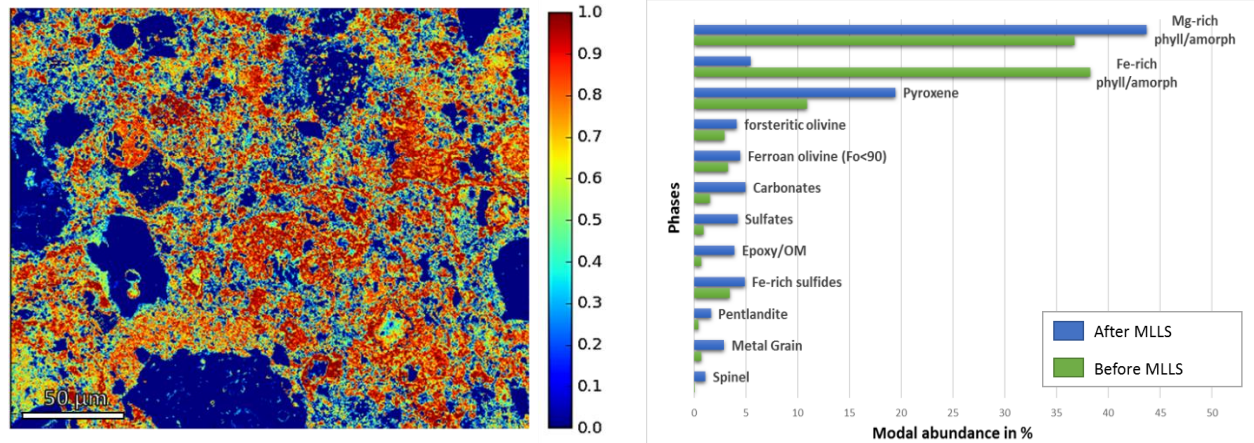 1.0
0.9
0.8
0.7
0.6
0.5
0.4
0.3
0.2
0.1
0.0
50 μm
Mg-rich
phyll/amorph
Fe-rich
phyll/amorph
Pyroxene
forsteritic olivine
Ferroan olivine (Fo<90)
Carbonates
Sulfates
Epoxy/OM
Fe-rich sulfides
Pentlandite
Metal Grain
Spinel
Phases
After MLLS
Before MLLS
0 5 10 15 20 25 30 35 40 45 50
Modal abundance in %